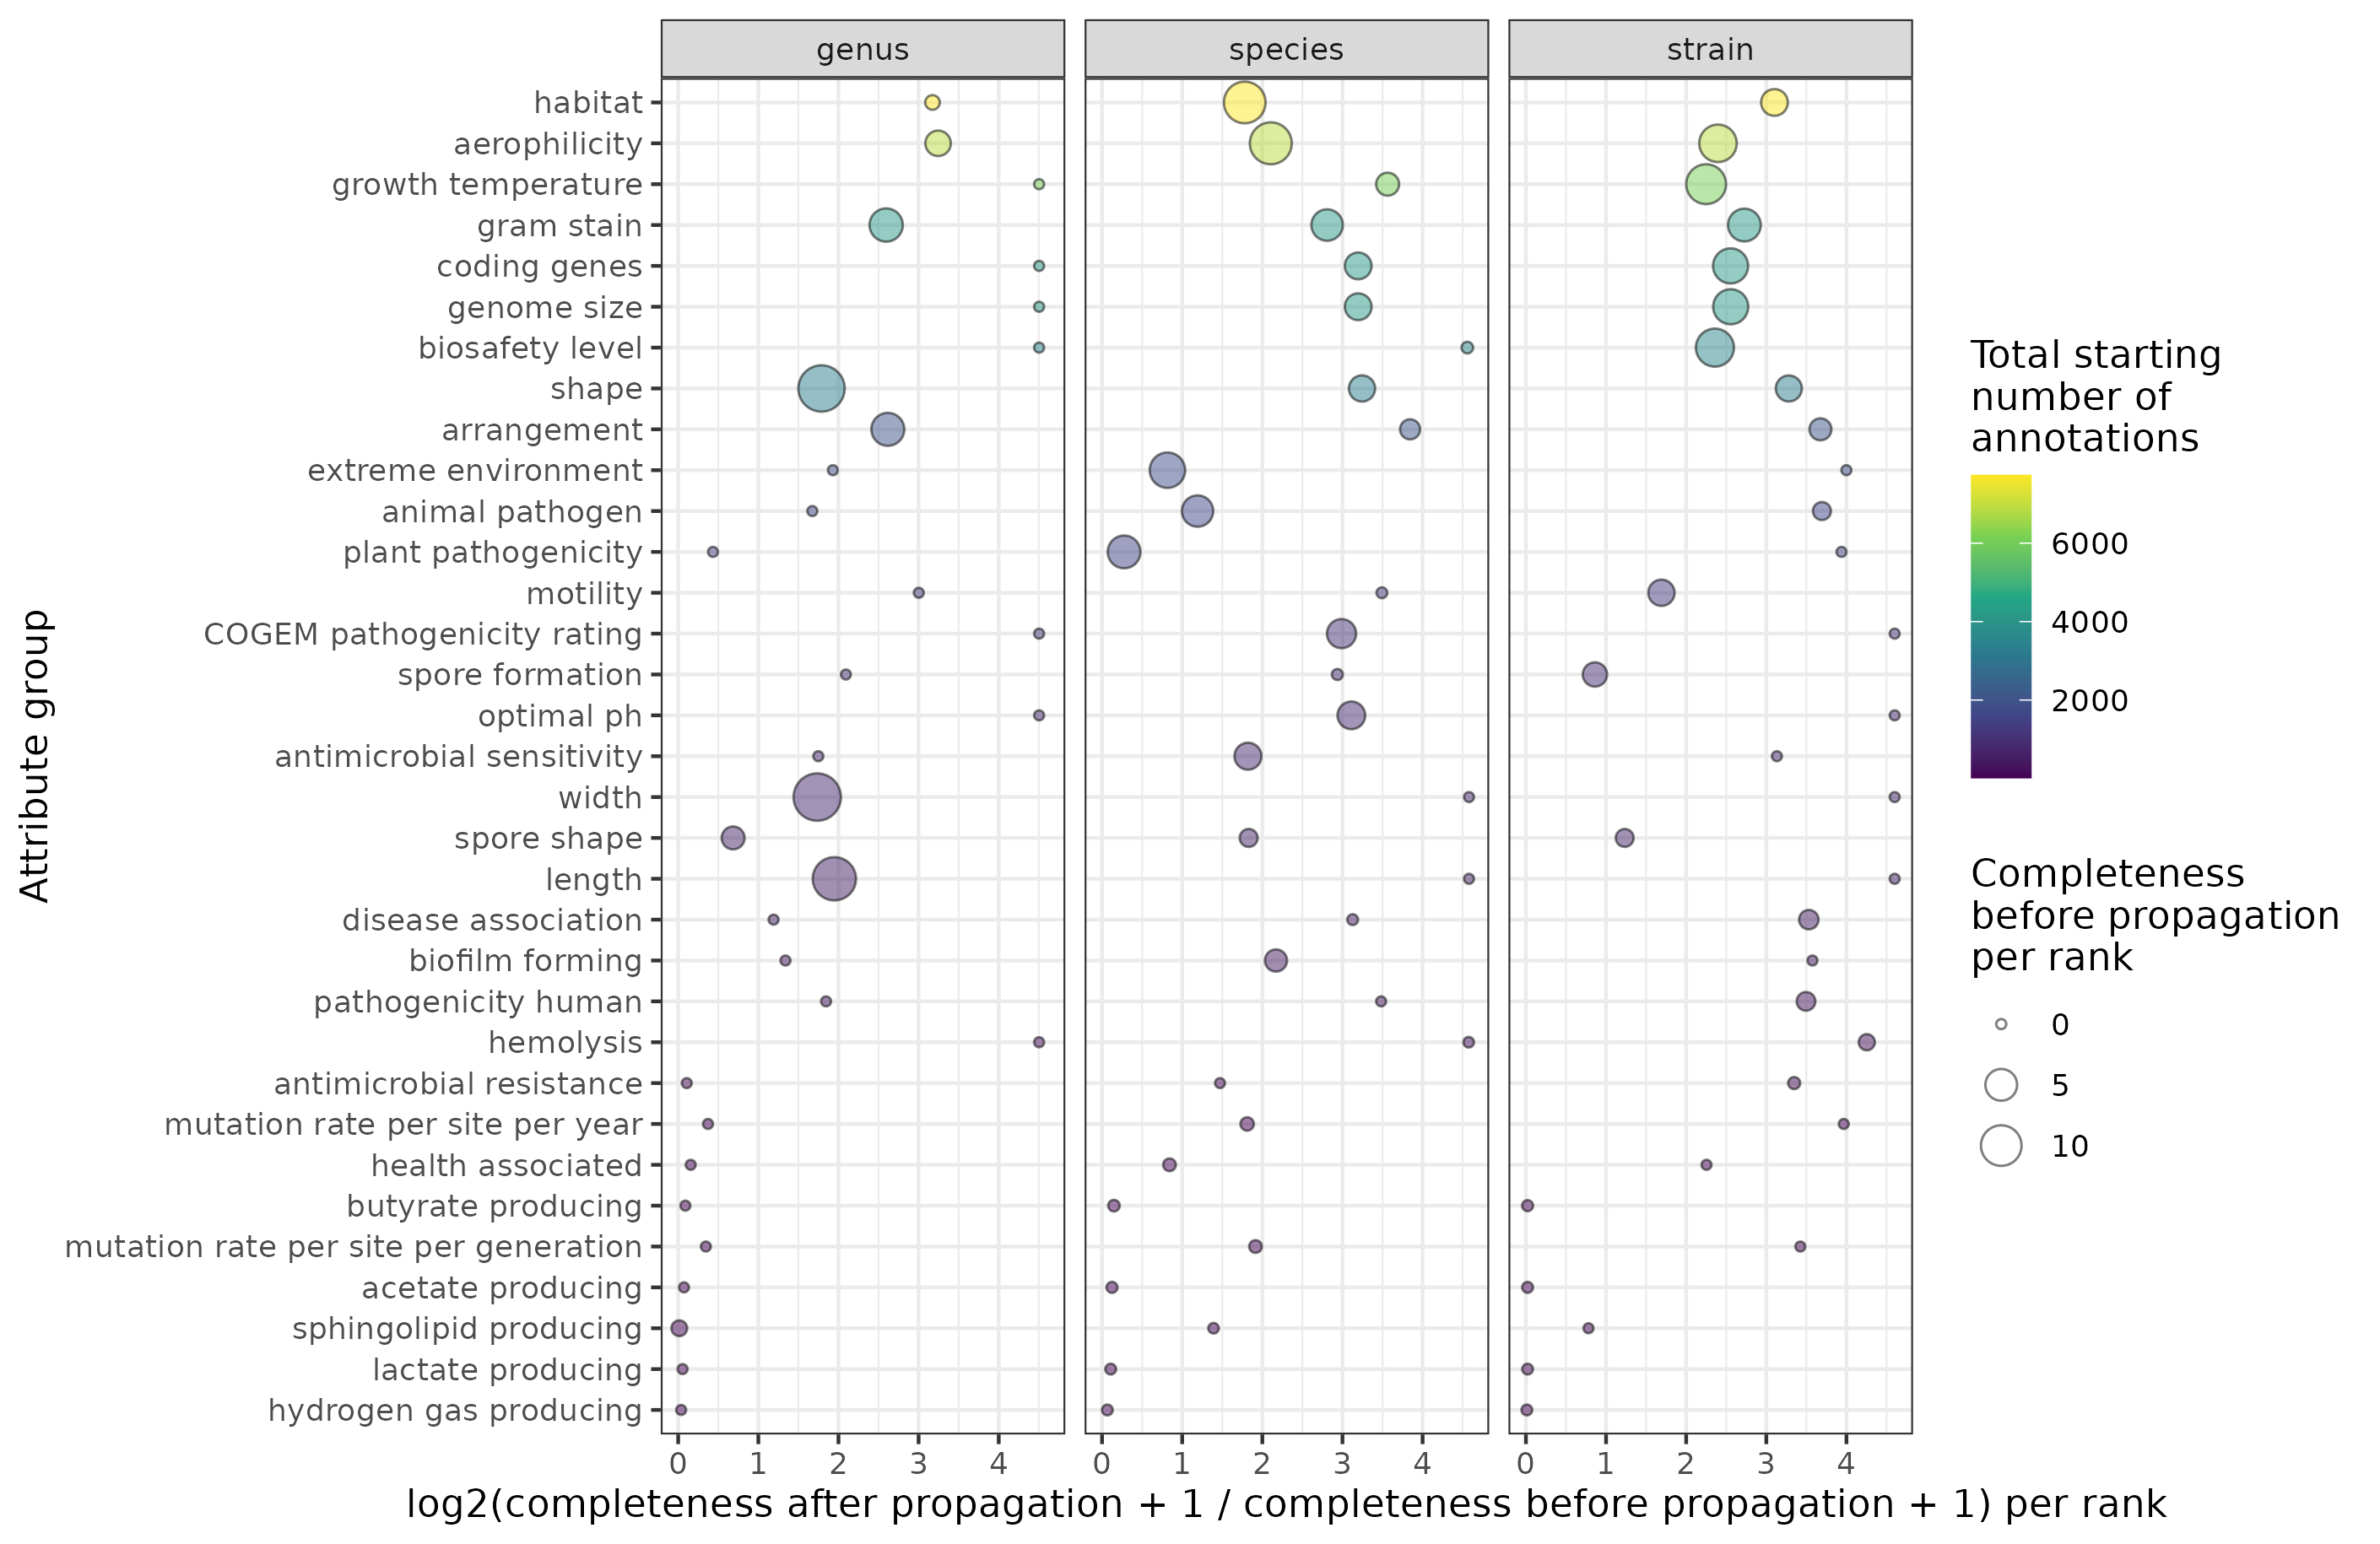 genus
species
strain
habitat
aerophilicity
growth temperature
gram stain
coding genes
genome size
biosafety level
shape
arrangement
extreme environment
animal pathogen
plant pathogenicity
motility
COGEM pathogenicity rating
spore formation
optimal ph
antimicrobial sensitivity
width
spore shape
length
disease association
biofilm forming
pathogenicity human
hemolysis
antimicrobial resistance
mutation rate per site per year
health associated
butyrate producing
mutation rate per site per generation
acetate producing
sphingolipid producing
lactate producing
hydrogen gas producing
Attribute group
0 1 2 3 4
0 1 2 3 4
0 1 2 3 4
log2(completeness after propagation + 1 / completeness before propagation + 1) per rank
Total starting
number of
annotations
6000
4000
2000
Completeness
before propagation
per rank
0
5
10